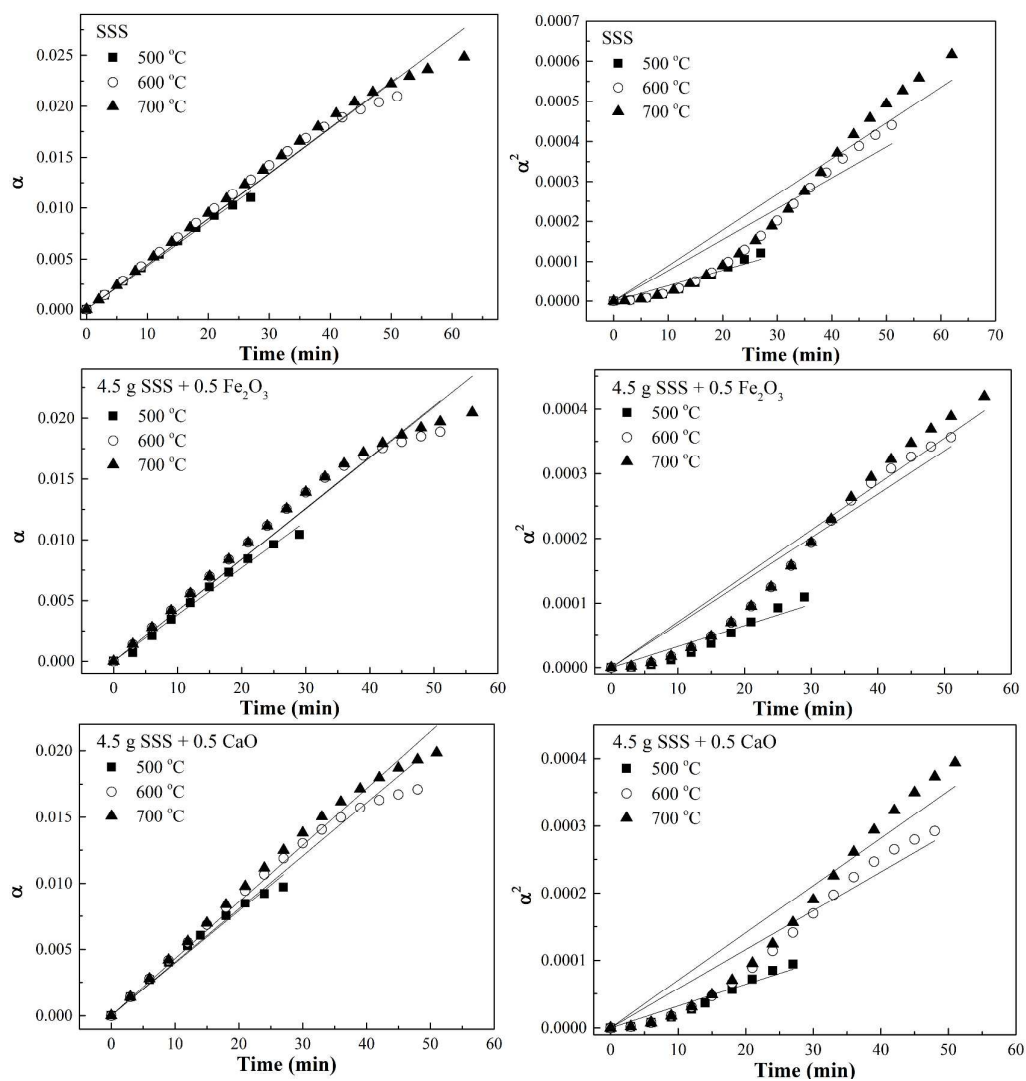 SSS
500 °C
600 °C
700 °C
0.025
0.020
0.015
0.010
0.005
0.000
α
0 10 20 30 40 50 60
Time (min)
SSS
500 °C
600 °C
700 °C
0.0007
0.0006
0.0005
0.0004
0.0003
0.0002
0.0001
0.0000
α²
0 10 20 30 40 50 60 70
Time (min)
4.5 g SSS + 0.5 Fe₂O₃
500 °C
600 °C
700 °C
0.020
0.015
0.010
0.005
0.000
α
0 10 20 30 40 50 60
Time (min)
4.5 g SSS + 0.5 Fe₂O₃
500 °C
600 °C
700 °C
0.0004
0.0003
0.0002
0.0001
0.0000
α²
0 10 20 30 40 50 60
Time (min)
4.5 g SSS + 0.5 CaO
500 °C
600 °C
700 °C
0.020
0.015
0.010
0.005
0.000
α
0 10 20 30 40 50 60
Time (min)
4.5 g SSS + 0.5 CaO
500 °C
600 °C
700 °C
0.0004
0.0003
0.0002
0.0001
0.0000
α²
0 10 20 30 40 50 60
Time (min)